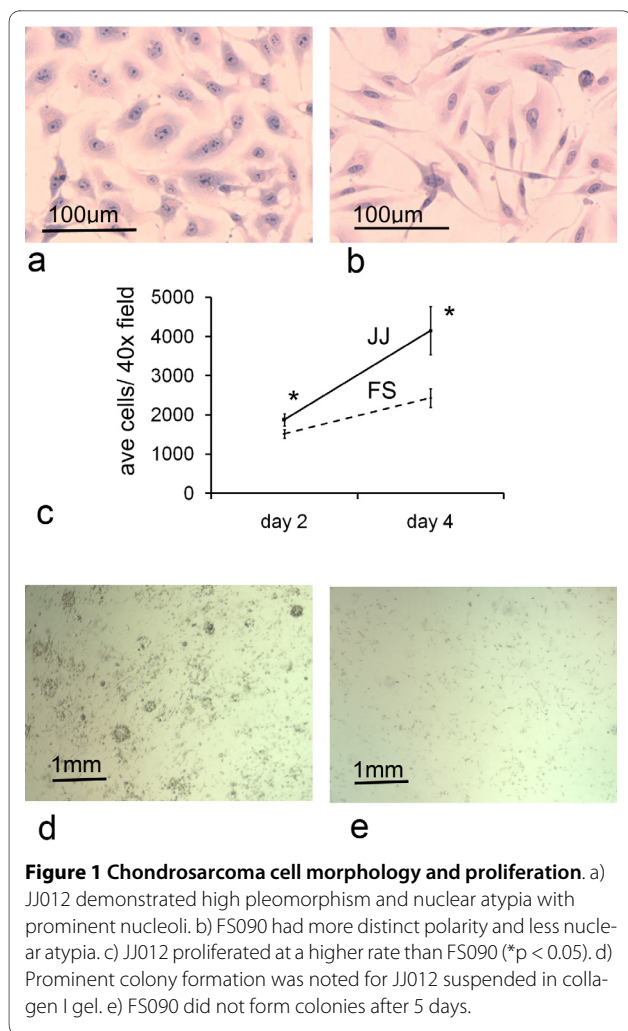 100μm
100μm
a
b
5000
4000
3000
2000
1000
0
ave cells/ 40x field
JJ
FS
*
*
day 2
day 4
c
1mm
1mm
d
e
Figure 1 Chondrosarcoma cell morphology and proliferation. a)
JJ012 demonstrated high pleomorphism and nuclear atypia with
prominent nucleoli. b) FS090 had more distinct polarity and less nucle-
ar atypia. c) JJ012 proliferated at a higher rate than FS090 (*p < 0.05). d)
Prominent colony formation was noted for JJ012 suspended in colla-
gen I gel. e) FS090 did not form colonies after 5 days.